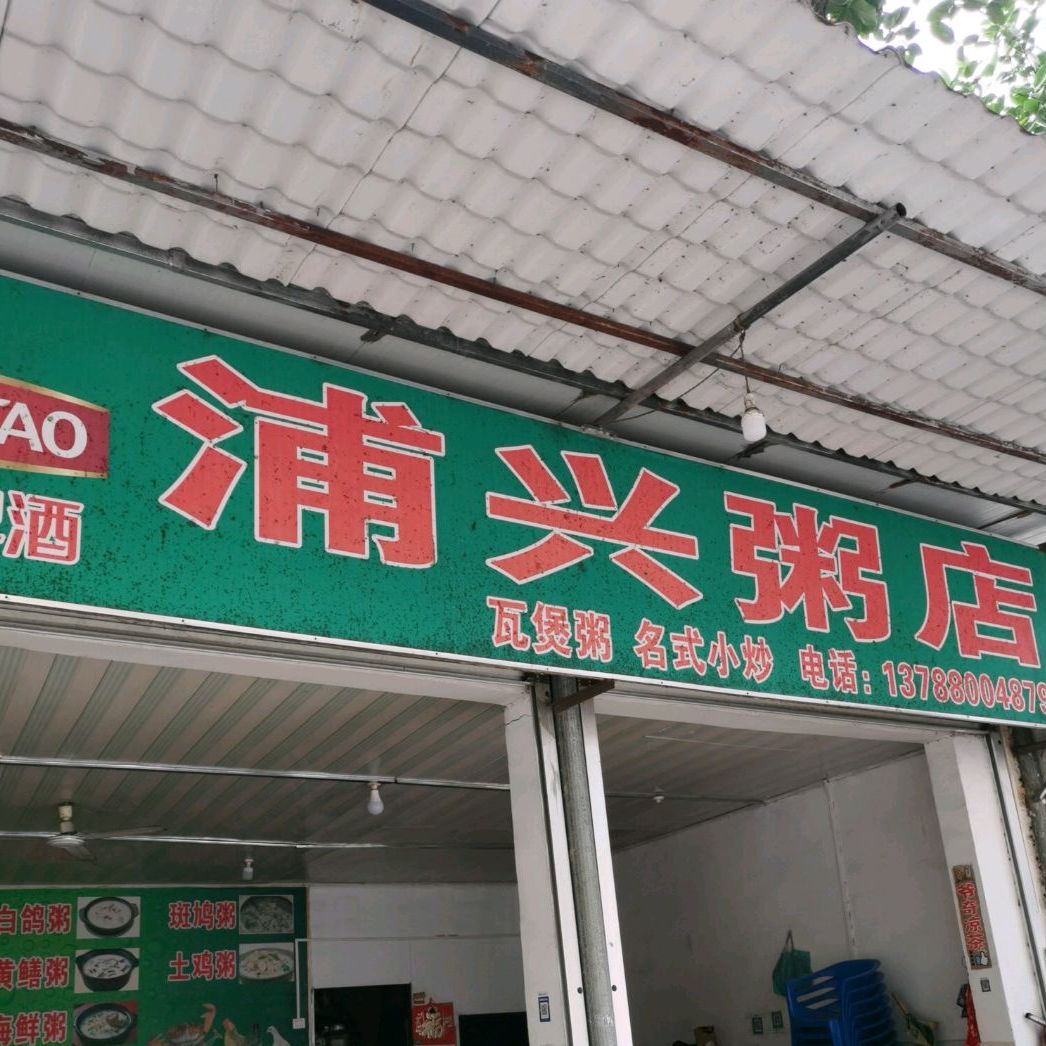 浦兴粥店
酒
瓦煲粥 名式小炒 电话:13788004879
白鸽粥 斑鸠粥
黄鳝粥 土鸡粥
海鲜粥